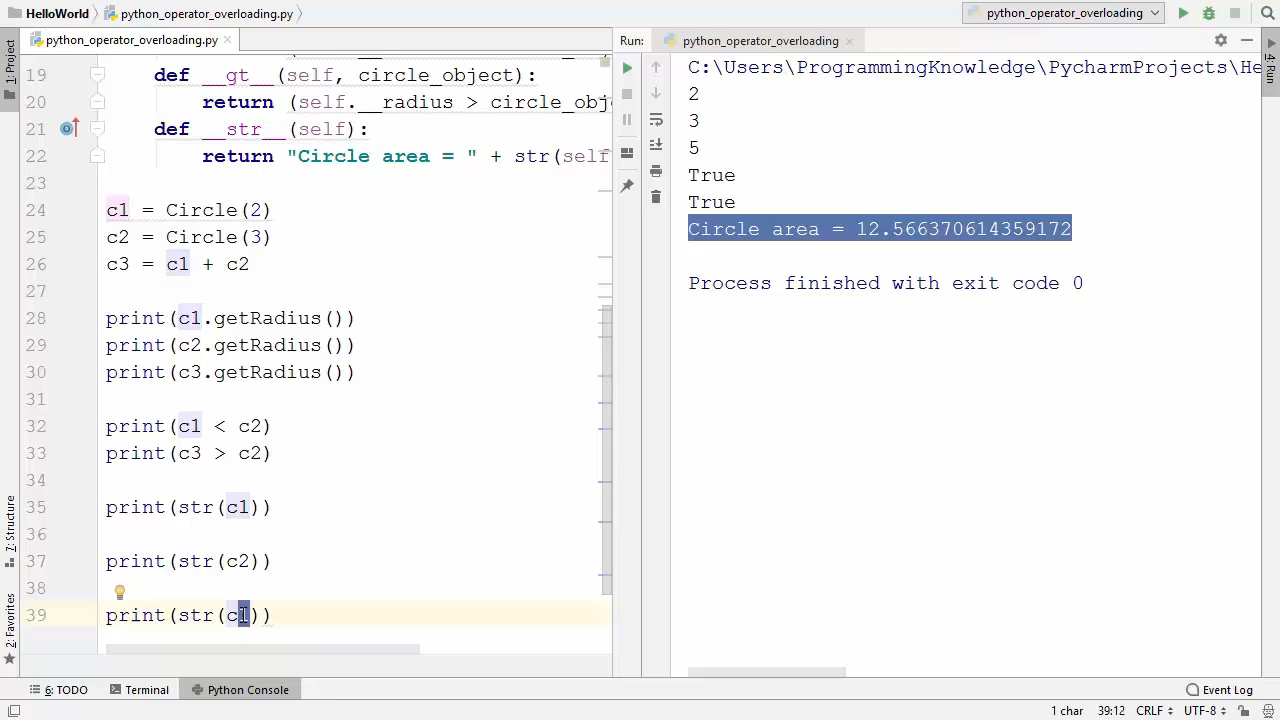 HelloWorld python_operator_overloading.py
python_operator_overloading
python_operator_overloading.py
Run: python_operator_overloading
1: Project
7: Structure
2: Favorites
4: Run
19 def __gt__(self, circle_object):
20 return (self.__radius > circle_obj
21 def __str__(self):
22 return "Circle area = " + str(self
23
24 c1 = Circle(2)
25 c2 = Circle(3)
26 c3 = c1 + c2
27
28 print(c1.getRadius())
29 print(c2.getRadius())
30 print(c3.getRadius())
31
32 print(c1 < c2)
33 print(c3 > c2)
34
35 print(str(c1))
36
37 print(str(c2))
38
39 print(str(c1))
C:\Users\ProgrammingKnowledge\PycharmProjects\He
2
3
5
True
True
Circle area = 12.566370614359172
Process finished with exit code 0
6: TODO Terminal Python Console Event Log
1 char 39:12 CRLF UTF-8